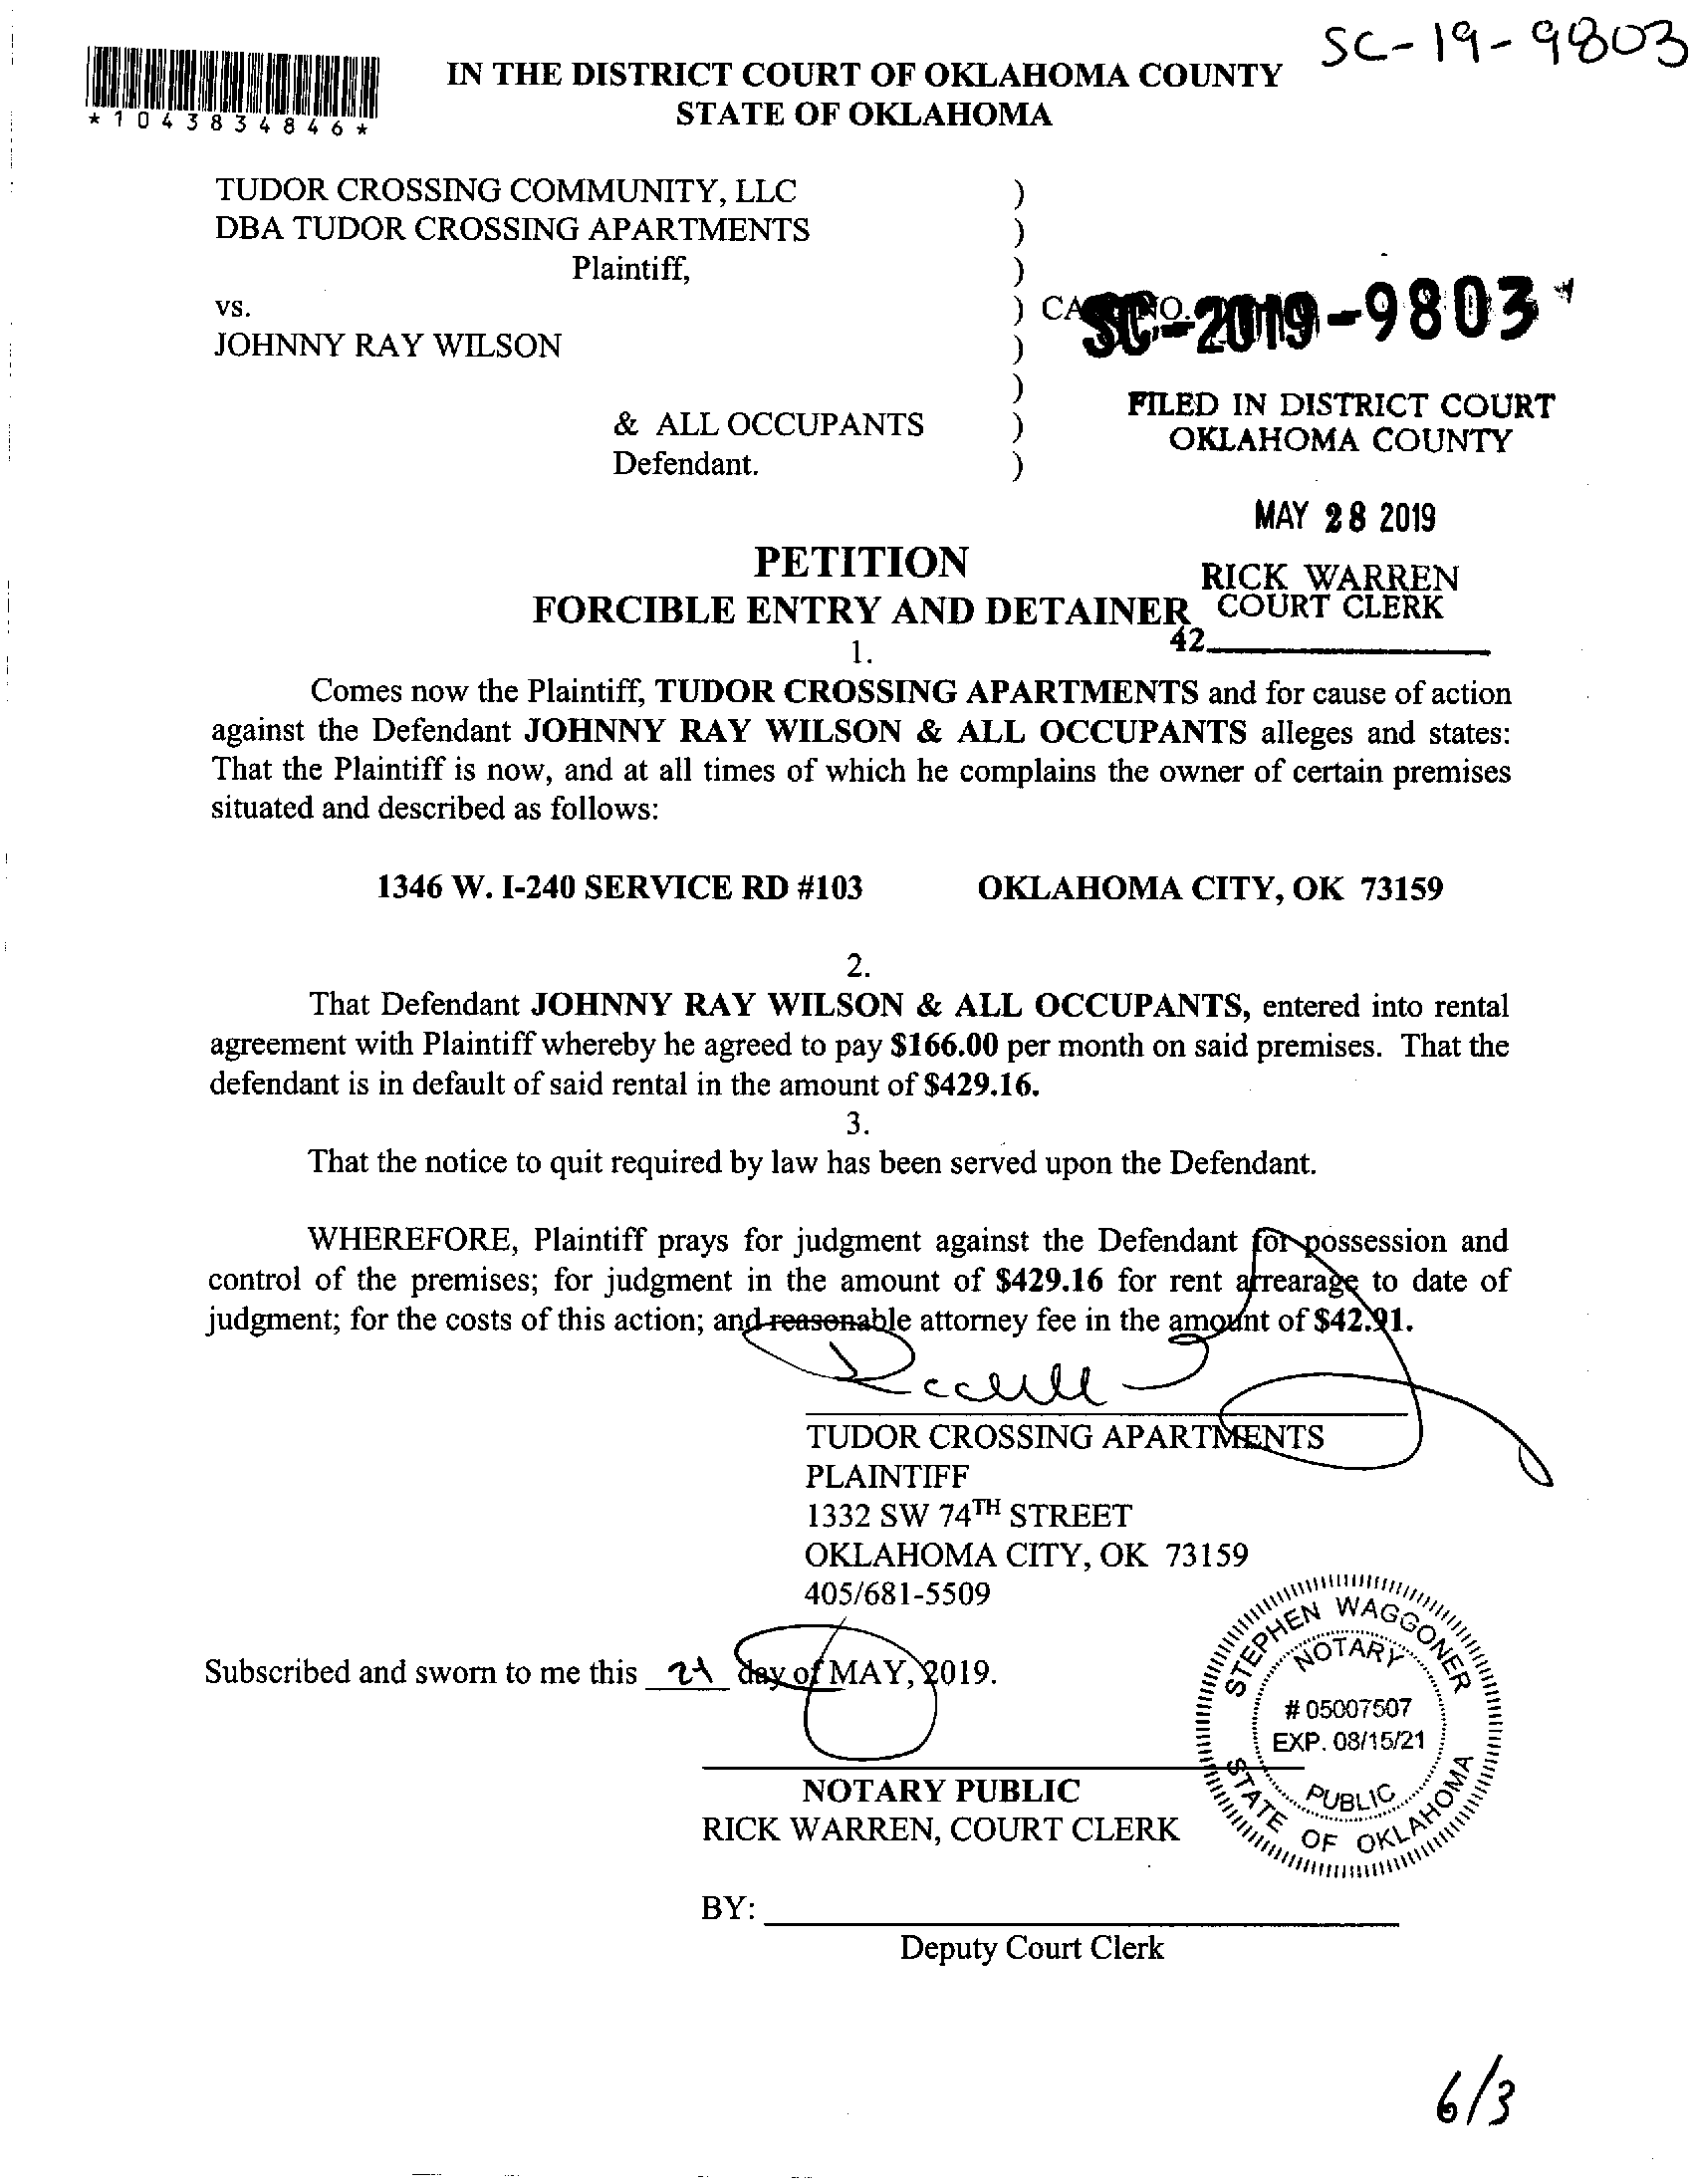 SC-19-9803
*1043834846*
IN THE DISTRICT COURT OF OKLAHOMA COUNTY
STATE OF OKLAHOMA
TUDOR CROSSING COMMUNITY, LLC )
DBA TUDOR CROSSING APARTMENTS )
Plaintiff, )
vs. ) CA NO. SC-2019-9803
JOHNNY RAY WILSON )
)
& ALL OCCUPANTS )
Defendant. )
FILED IN DISTRICT COURT
OKLAHOMA COUNTY
MAY 28 2019
RICK WARREN
COURT CLERK
42
PETITION
FORCIBLE ENTRY AND DETAINER
1.
Comes now the Plaintiff, TUDOR CROSSING APARTMENTS and for cause of action
against the Defendant JOHNNY RAY WILSON & ALL OCCUPANTS alleges and states:
That the Plaintiff is now, and at all times of which he complains the owner of certain premises
situated and described as follows:
1346 W. I-240 SERVICE RD #103 OKLAHOMA CITY, OK 73159
2.
That Defendant JOHNNY RAY WILSON & ALL OCCUPANTS, entered into rental
agreement with Plaintiff whereby he agreed to pay $166.00 per month on said premises. That the
defendant is in default of said rental in the amount of $429.16.
3.
That the notice to quit required by law has been served upon the Defendant.
WHEREFORE, Plaintiff prays for judgment against the Defendant for possession and
control of the premises; for judgment in the amount of $429.16 for rent arrearage to date of
judgment; for the costs of this action; and reasonable attorney fee in the amount of $42.91.
TUDOR CROSSING APARTMENTS
PLAINTIFF
1332 SW 74TH STREET
OKLAHOMA CITY, OK 73159
405/681-5509
Subscribed and sworn to me this day of MAY, 2019.
NOTARY PUBLIC
RICK WARREN, COURT CLERK
BY:
Deputy Court Clerk
STEPHEN WAGGONER
NOTARY
# 05007507
EXP. 08/15/21
PUBLIC
STATE OF OKLAHOMA
6/3